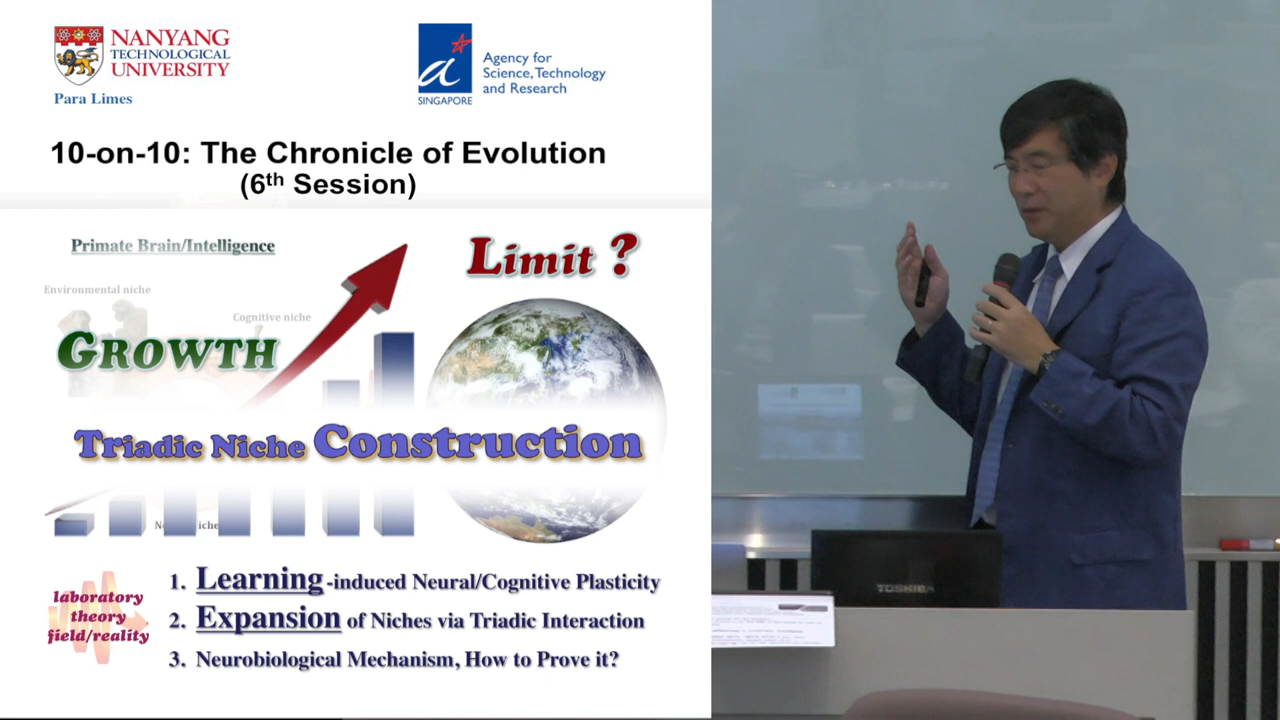 NANYANG
TECHNOLOGICAL
UNIVERSITY
Para Limes
Agency for
Science, Technology
and Research
SINGAPORE
10-on-10: The Chronicle of Evolution
(6th Session)
Primate Brain/Intelligence
Limit ?
Environmental niche
Cognitive niche
GROWTH
Triadic Niche Construction
laboratory
theory
field/reality
1. Learning-induced Neural/Cognitive Plasticity
2. Expansion of Niches via Triadic Interaction
3. Neurobiological Mechanism, How to Prove it?
TOSHIBA